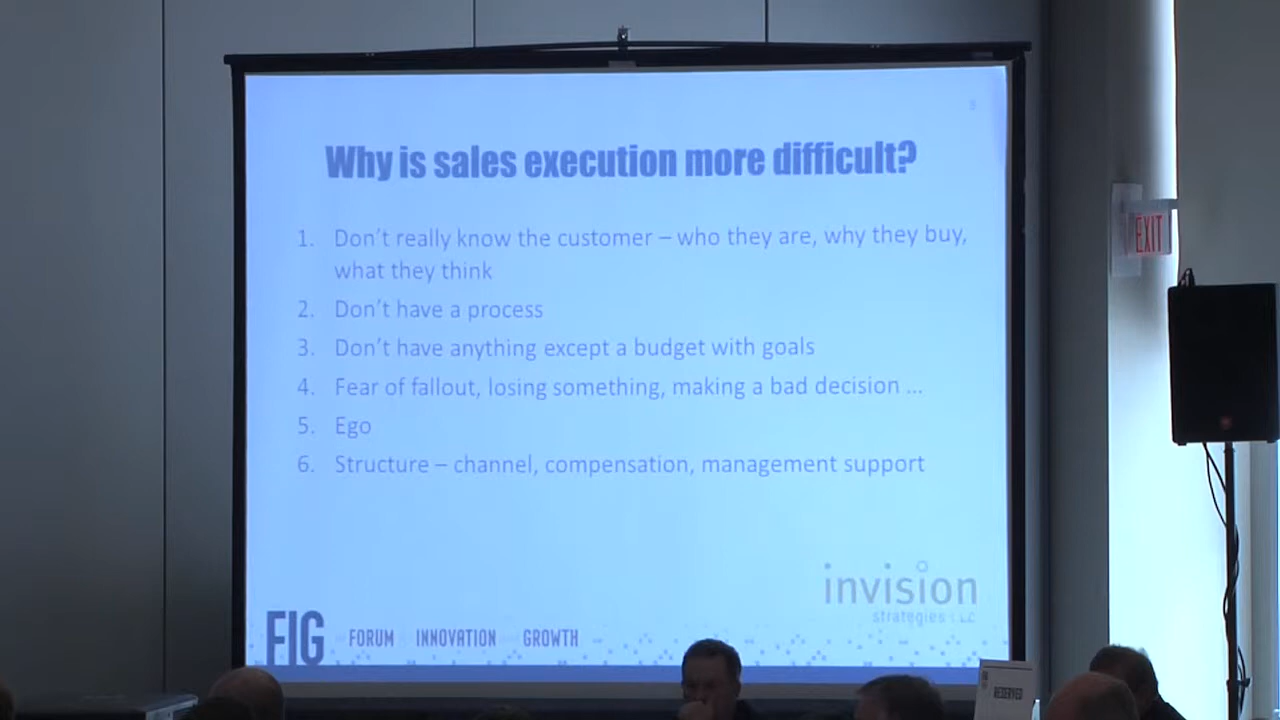 3
Why is sales execution more difficult?
1. Don't really know the customer – who they are, why they buy,
what they think
2. Don't have a process
3. Don't have anything except a budget with goals
4. Fear of fallout, losing something, making a bad decision ...
5. Ego
6. Structure – channel, compensation, management support
invision
strategies LLC
FIG FORUM INNOVATION GROWTH
EXIT
RESERVED